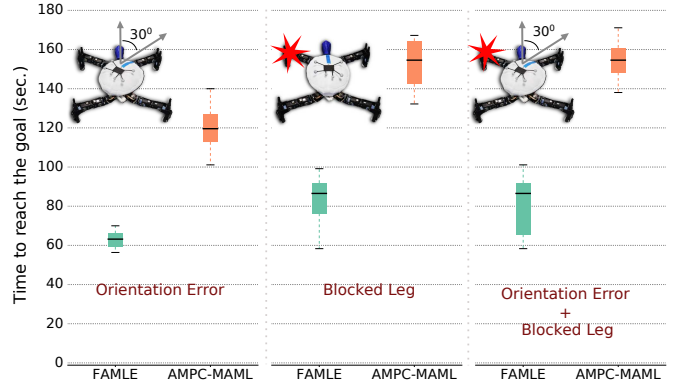 Time to reach the goal (sec.)
180
160
140
120
100
80
60
40
20
0
30⁰
Orientation Error
FAMLE AMPC-MAML
Blocked Leg
FAMLE AMPC-MAML
30⁰
Orientation Error
+
Blocked Leg
FAMLE AMPC-MAML